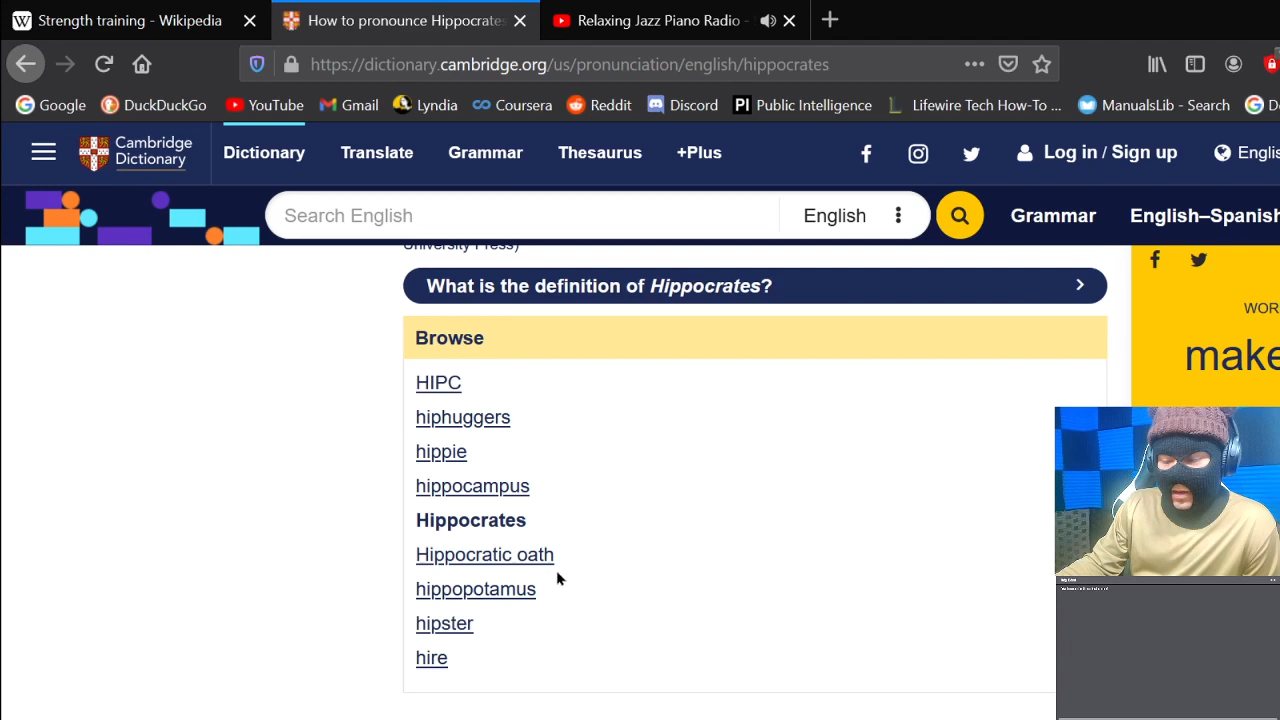 Strength training - Wikipedia
How to pronounce Hippocrates
Relaxing Jazz Piano Radio -
https://dictionary.cambridge.org/us/pronunciation/english/hippocrates
Google DuckDuckGo YouTube Gmail Lyndia Coursera Reddit Discord Public Intelligence Lifewire Tech How-To ... ManualsLib - Search
Cambridge Dictionary
Dictionary Translate Grammar Thesaurus +Plus Log in / Sign up
Search English English Grammar
University Press)
What is the definition of Hippocrates?
Browse
HIPC
hiphuggers
hippie
hippocampus
Hippocrates
Hippocratic oath
hippopotamus
hipster
hire
make